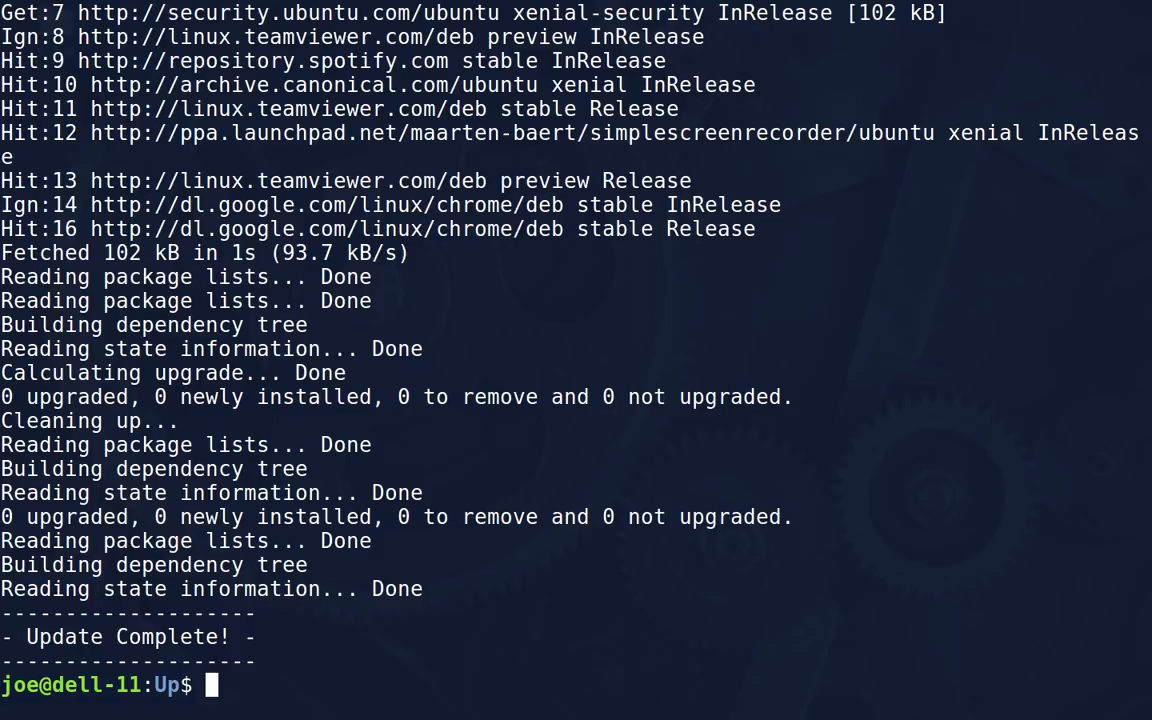 Get:7 http://security.ubuntu.com/ubuntu xenial-security InRelease [102 kB]
Ign:8 http://linux.teamviewer.com/deb preview InRelease
Hit:9 http://repository.spotify.com stable InRelease
Hit:10 http://archive.canonical.com/ubuntu xenial InRelease
Hit:11 http://linux.teamviewer.com/deb stable Release
Hit:12 http://ppa.launchpad.net/maarten-baert/simplescreenrecorder/ubuntu xenial InReleas
e
Hit:13 http://linux.teamviewer.com/deb preview Release
Ign:14 http://dl.google.com/linux/chrome/deb stable InRelease
Hit:16 http://dl.google.com/linux/chrome/deb stable Release
Fetched 102 kB in 1s (93.7 kB/s)
Reading package lists... Done
Reading package lists... Done
Building dependency tree
Reading state information... Done
Calculating upgrade... Done
0 upgraded, 0 newly installed, 0 to remove and 0 not upgraded.
Cleaning up...
Reading package lists... Done
Building dependency tree
Reading state information... Done
0 upgraded, 0 newly installed, 0 to remove and 0 not upgraded.
Reading package lists... Done
Building dependency tree
Reading state information... Done
--------------------
- Update Complete! -
--------------------
joe@dell-11:Up$